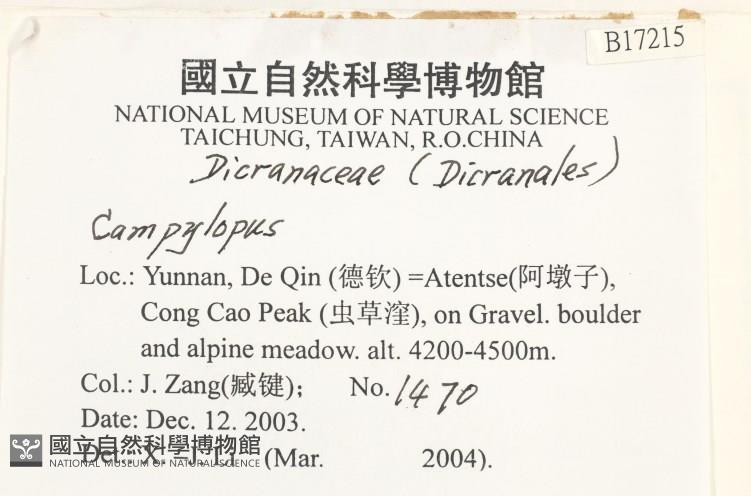 B17215
國立自然科學博物館
NATIONAL MUSEUM OF NATURAL SCIENCE
TAICHUNG, TAIWAN, R.O.CHINA
Dicranaceae (Dicranales)
Campylopus
Loc.: Yunnan, De Qin (德钦) =Atentse(阿墩子),
Cong Cao Peak (虫草漥), on Gravel. boulder
and alpine meadow. alt. 4200-4500m.
Col.: J. Zang(臧键); No. 1470
Date: Dec. 12. 2003.
Det.: X. -J. Li (Mar. 2004).
國立自然科學博物館
NATIONAL MUSEUM OF NATURAL SCIENCE